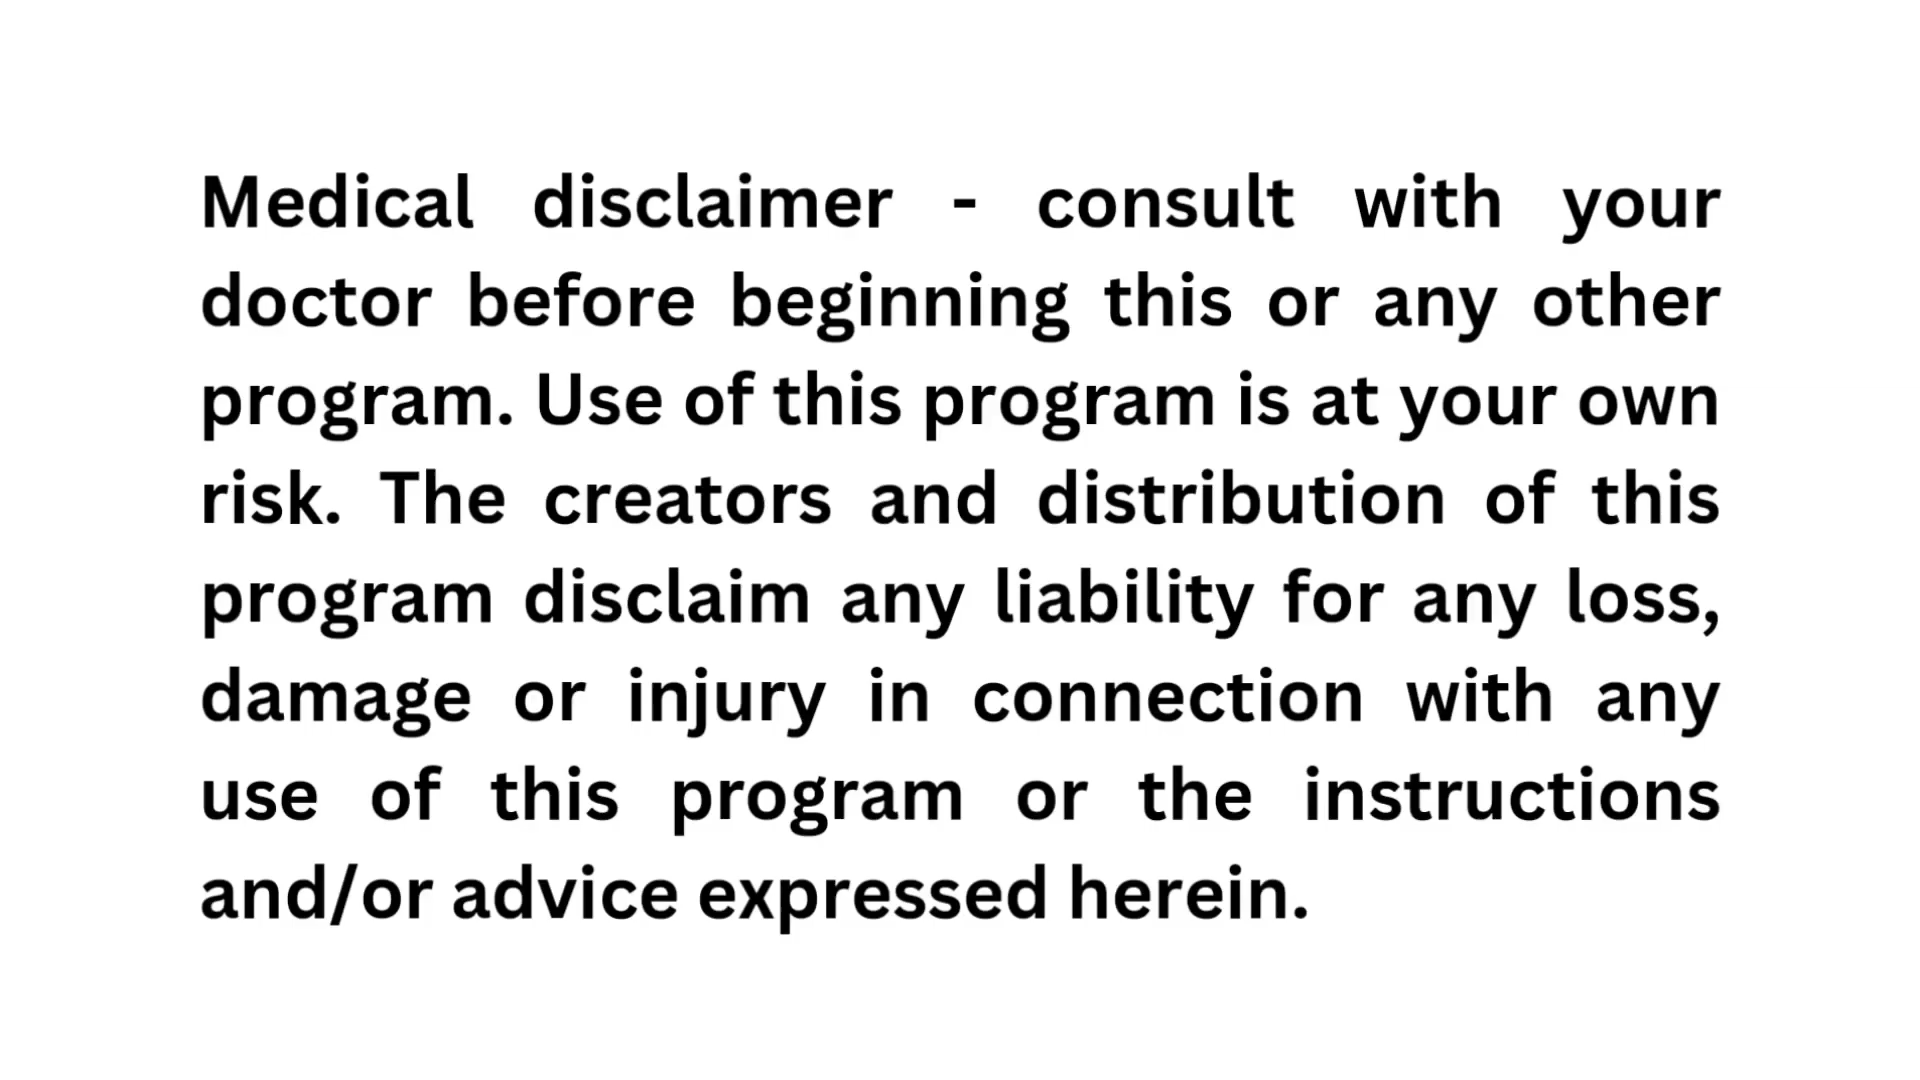 Medical disclaimer - consult with your
doctor before beginning this or any other
program. Use of this program is at your own
risk. The creators and distribution of this
program disclaim any liability for any loss,
damage or injury in connection with any
use of this program or the instructions
and/or advice expressed herein.